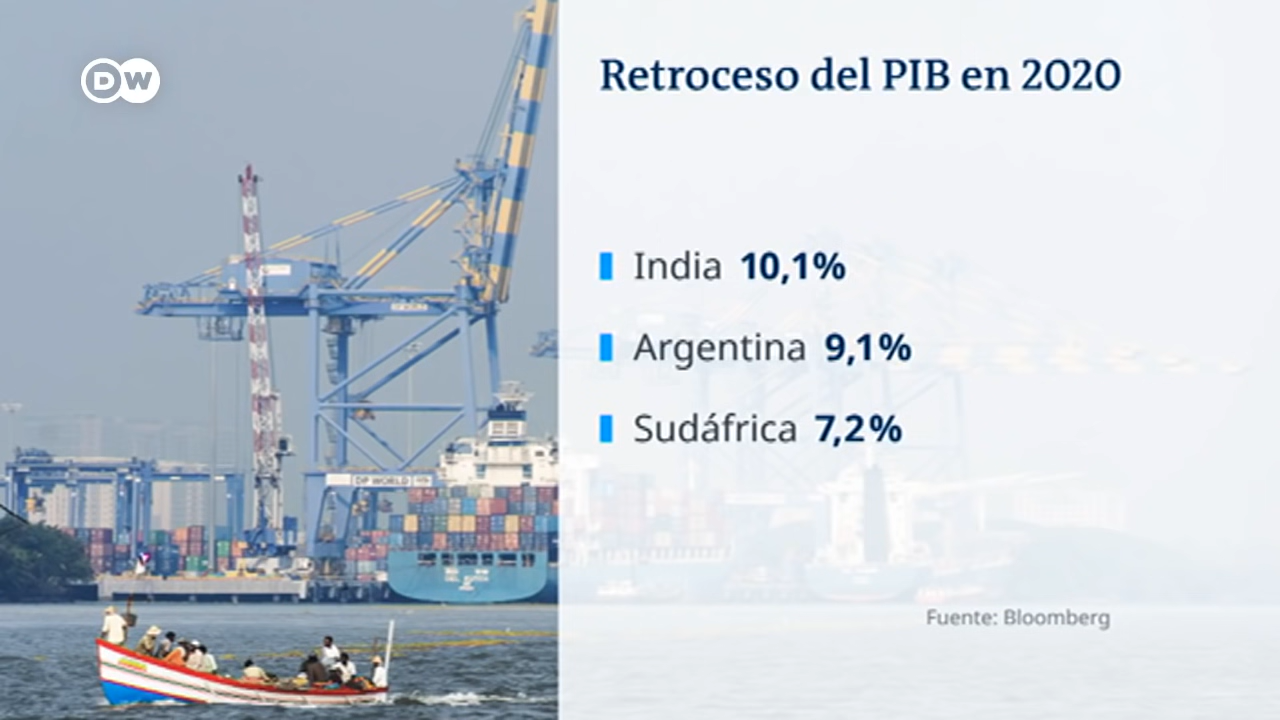 DW
Retroceso del PIB en 2020
India 10,1%
Argentina 9,1%
Sudáfrica 7,2%
DP WORLD
Fuente: Bloomberg